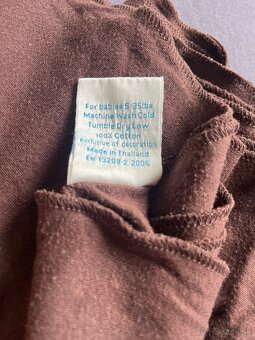 For babies 5-35lbs
Machine Wash Cold
Tumble Dry Low
100% Cotton
exclusive of decoration
Made in Thailand
EN 13209-2:2005